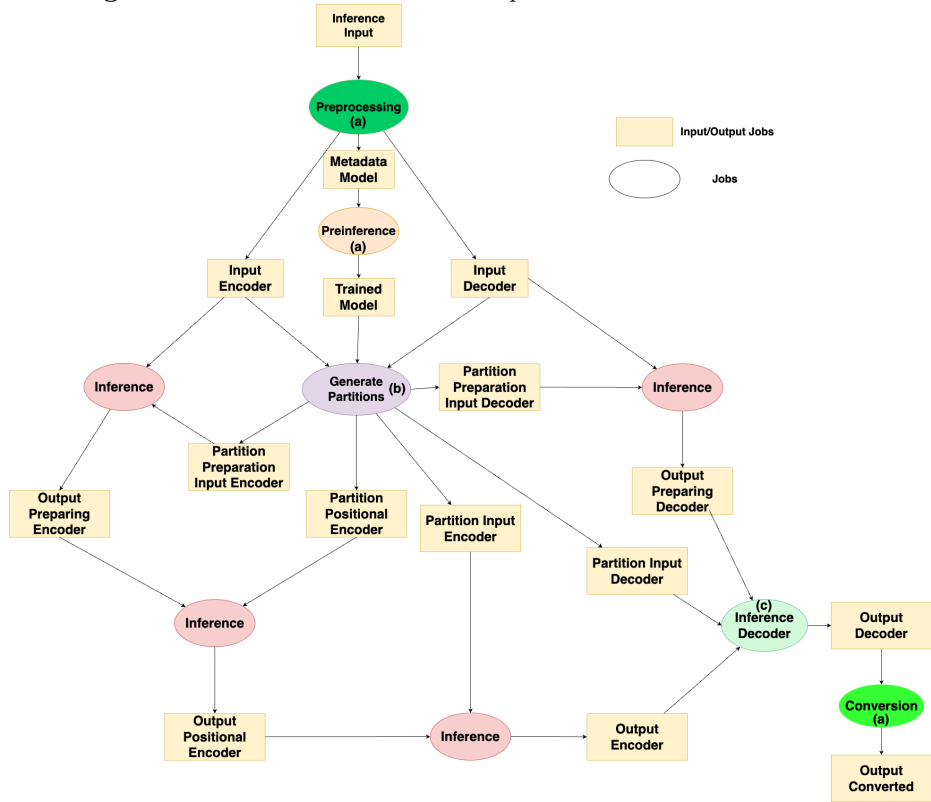 Inference
Input
Preprocessing
(a)
Input/Output Jobs
Metadata
Model
Jobs
Preinference
(a)
Input
Encoder
Trained
Model
Input
Decoder
Inference
Generate
Partitions
(b)
Partition
Preparation
Input Decoder
Inference
Partition
Preparation
Input Encoder
Output
Preparing
Decoder
Output
Preparing
Encoder
Partition
Positional
Encoder
Partition Input
Encoder
Partition Input
Decoder
Inference
(c)
Inference
Decoder
Output
Decoder
Output
Positional
Encoder
Inference
Output
Encoder
Conversion
(a)
Output
Converted